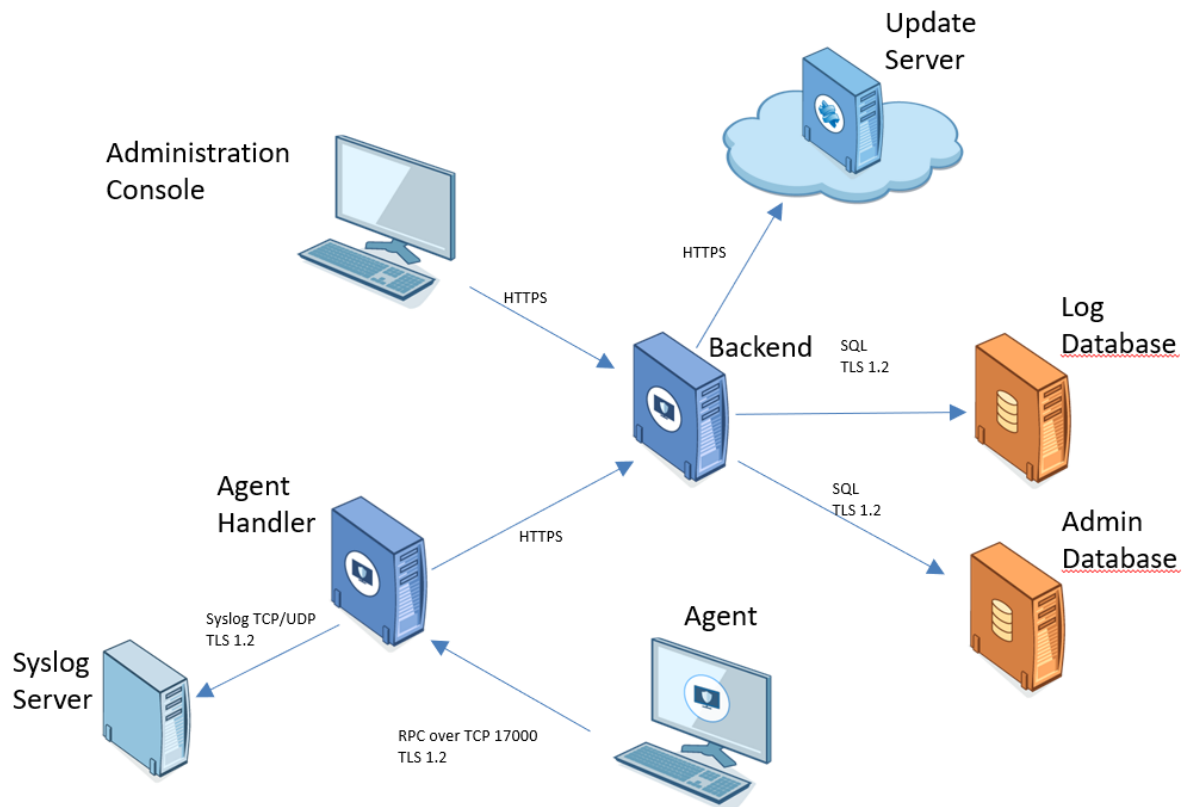 Update
Server
Administration
Console
HTTPS
HTTPS
Backend
SQL
TLS 1.2
Log
Database
Agent
Handler
HTTPS
SQL
TLS 1.2
Admin
Database
Syslog TCP/UDP
TLS 1.2
Agent
Syslog
Server
RPC over TCP 17000
TLS 1.2